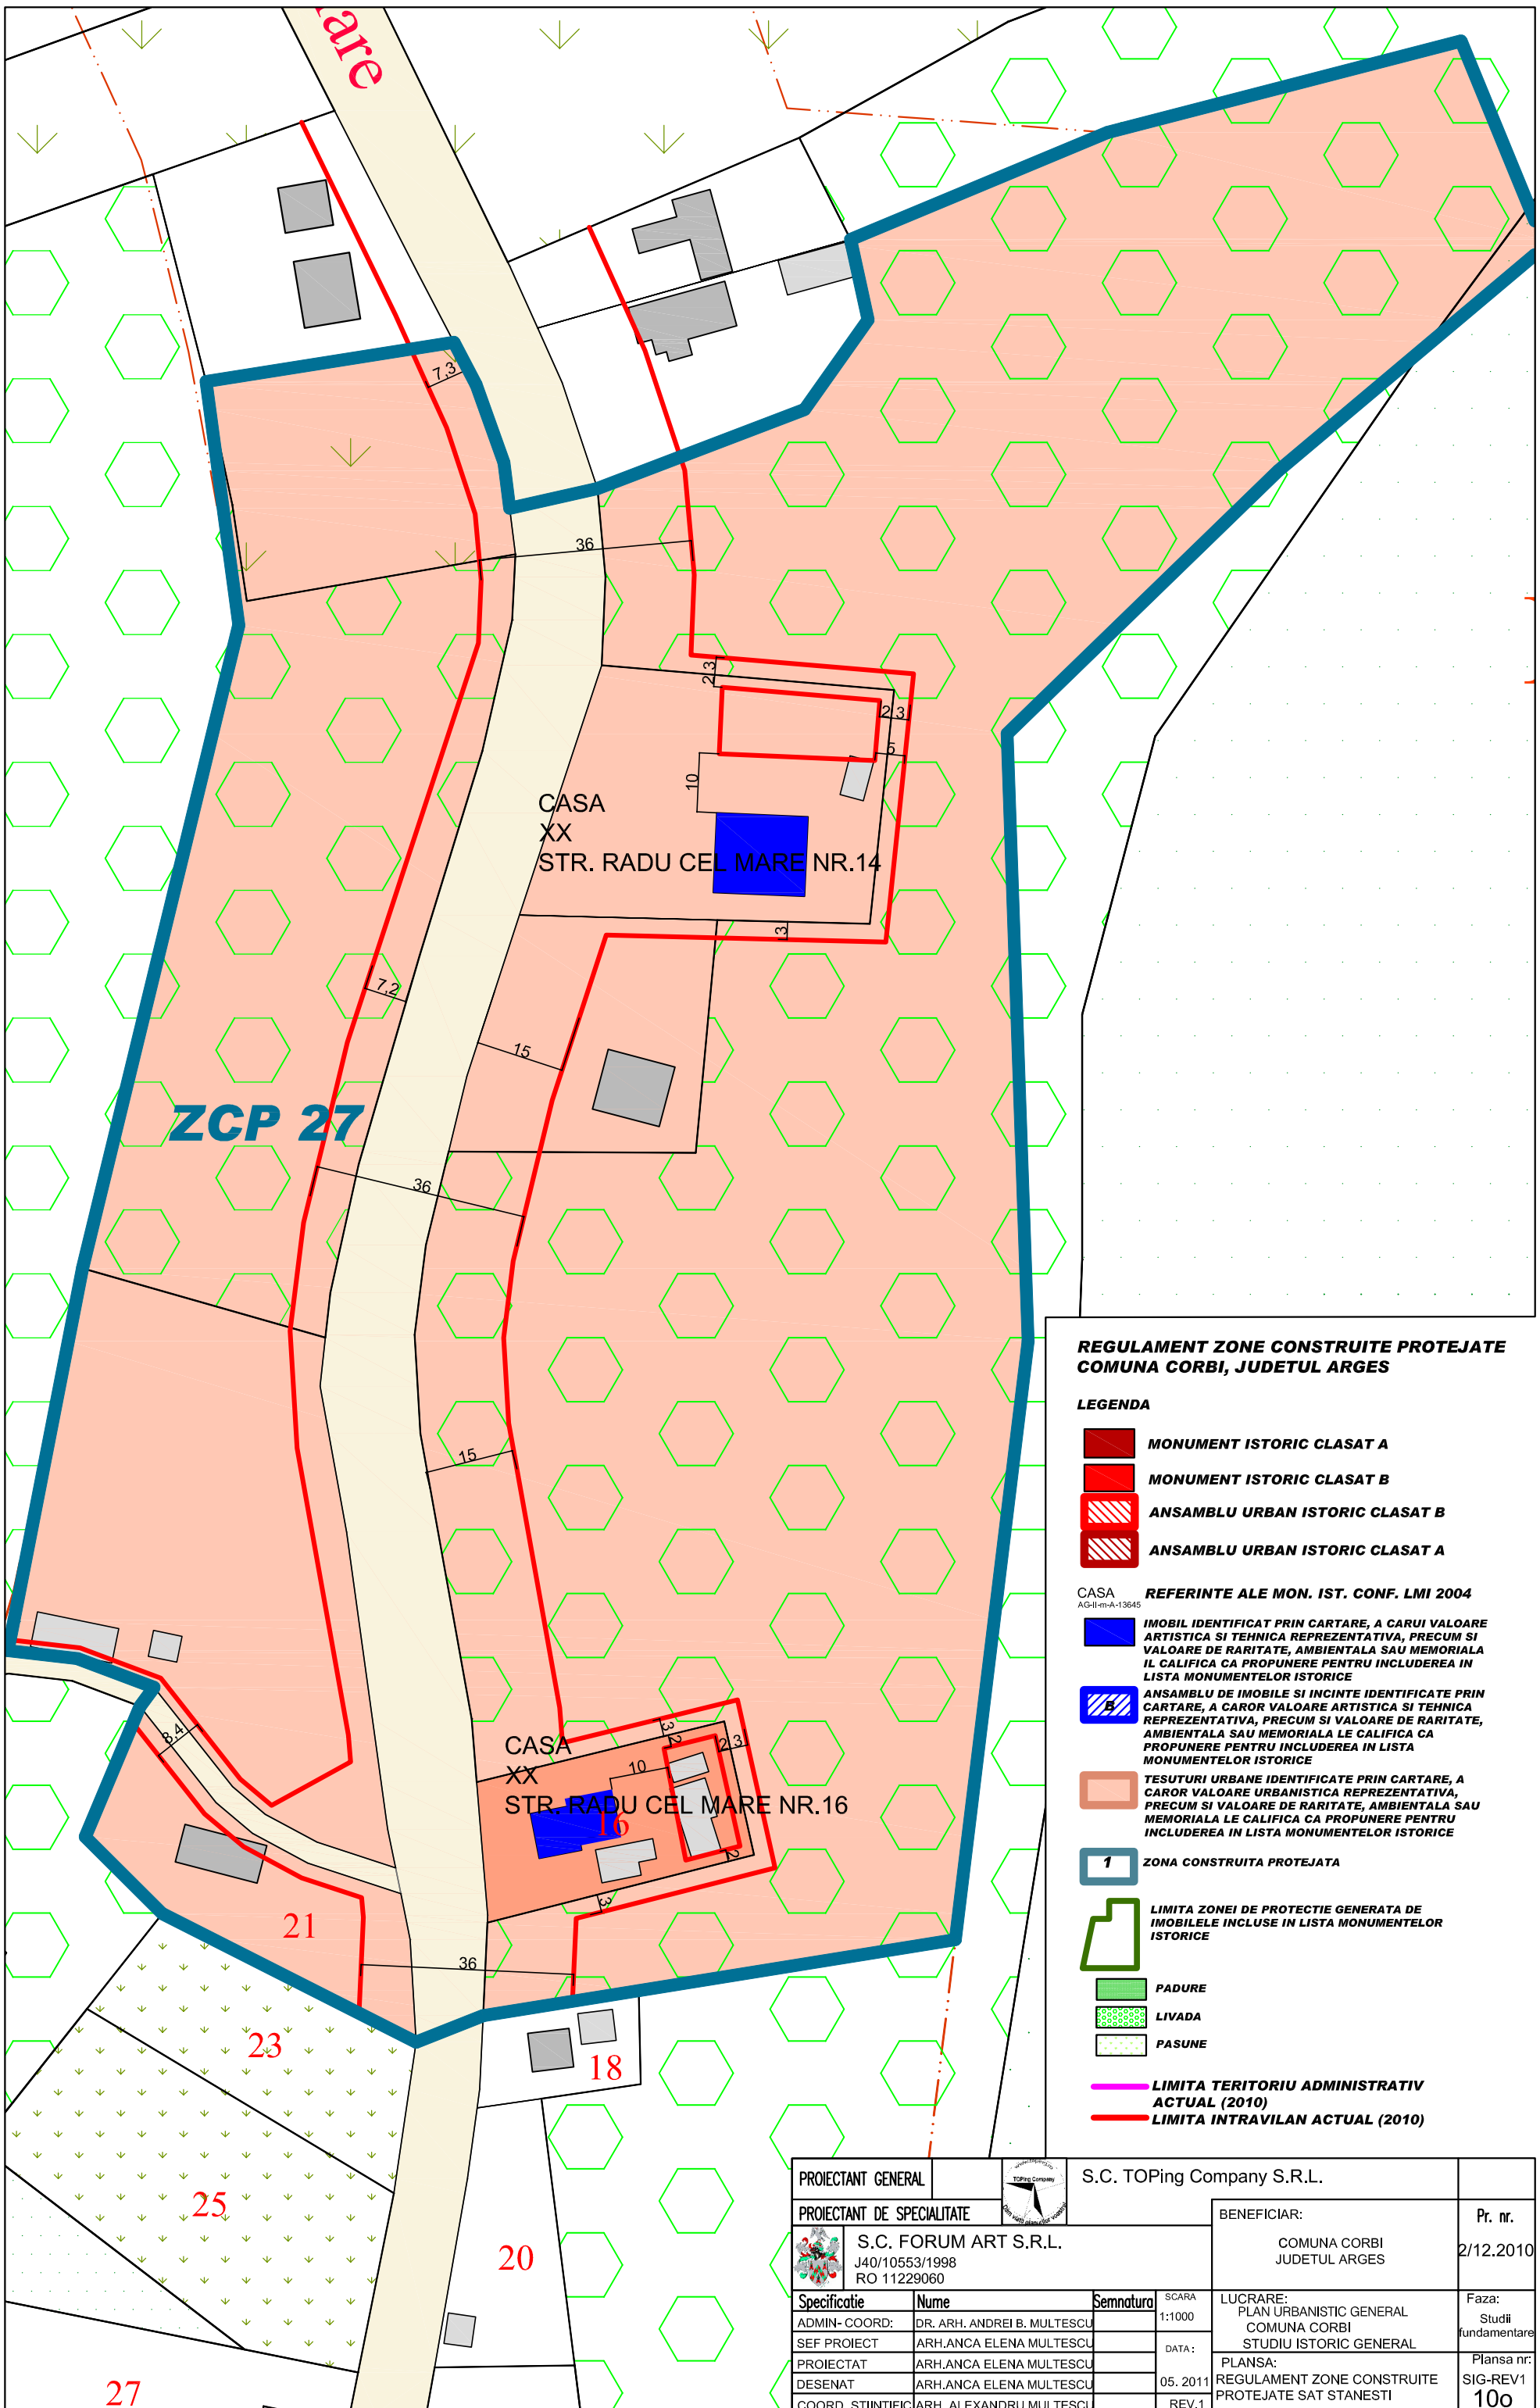 are
7,3
36
2,3
2,3
5
10
CASA
XX
STR. RADU CEL MARE NR.14
3
7,2
15
ZCP 27
36
15
8,4
CASA
XX
STR. RADU CEL MARE NR.16
3
2
2,3
10
16
2
3
21
36
23
18
25
20
27
REGULAMENT ZONE CONSTRUITE PROTEJATE
COMUNA CORBI, JUDETUL ARGES
LEGENDA
MONUMENT ISTORIC CLASAT A
MONUMENT ISTORIC CLASAT B
ANSAMBLU URBAN ISTORIC CLASAT B
ANSAMBLU URBAN ISTORIC CLASAT A
CASA
AG-II-m-A-13645
REFERINTE ALE MON. IST. CONF. LMI 2004
IMOBIL IDENTIFICAT PRIN CARTARE, A CARUI VALOARE
ARTISTICA SI TEHNICA REPREZENTATIVA, PRECUM SI
VALOARE DE RARITATE, AMBIENTALA SAU MEMORIALA
IL CALIFICA CA PROPUNERE PENTRU INCLUDEREA IN
LISTA MONUMENTELOR ISTORICE
B
ANSAMBLU DE IMOBILE SI INCINTE IDENTIFICATE PRIN
CARTARE, A CAROR VALOARE ARTISTICA SI TEHNICA
REPREZENTATIVA, PRECUM SI VALOARE DE RARITATE,
AMBIENTALA SAU MEMORIALA LE CALIFICA CA
PROPUNERE PENTRU INCLUDEREA IN LISTA
MONUMENTELOR ISTORICE
TESUTURI URBANE IDENTIFICATE PRIN CARTARE, A
CAROR VALOARE URBANISTICA REPREZENTATIVA,
PRECUM SI VALOARE DE RARITATE, AMBIENTALA SAU
MEMORIALA LE CALIFICA CA PROPUNERE PENTRU
INCLUDEREA IN LISTA MONUMENTELOR ISTORICE
1 ZONA CONSTRUITA PROTEJATA
LIMITA ZONEI DE PROTECTIE GENERATA DE
IMOBILELE INCLUSE IN LISTA MONUMENTELOR
ISTORICE
PADURE
LIVADA
PASUNE
LIMITA TERITORIU ADMINISTRATIV
ACTUAL (2010)
LIMITA INTRAVILAN ACTUAL (2010)
PROIECTANT GENERAL
TOPing Company
S.C. TOPing Company S.R.L.
PROIECTANT DE SPECIALITATE
S.C. FORUM ART S.R.L.
J40/10553/1998
RO 11229060
BENEFICIAR:
COMUNA CORBI
JUDETUL ARGES
Pr. nr.
2/12.2010
Specificatie Nume Semnatura
SCARA
1:1000
ADMIN- COORD: DR. ARH. ANDREI B. MULTESCU
SEF PROIECT ARH.ANCA ELENA MULTESCU
PROIECTAT ARH.ANCA ELENA MULTESCU
DESENAT ARH.ANCA ELENA MULTESCU
COORD. STIINTIFIC ARH. ALEXANDRU MULTESCU
DATA:
05. 2011
REV.1
LUCRARE:
PLAN URBANISTIC GENERAL
COMUNA CORBI
STUDIU ISTORIC GENERAL
Faza:
Studii
fundamentare
PLANSA:
REGULAMENT ZONE CONSTRUITE
PROTEJATE SAT STANESTI
Plansa nr:
SIG-REV1
10o